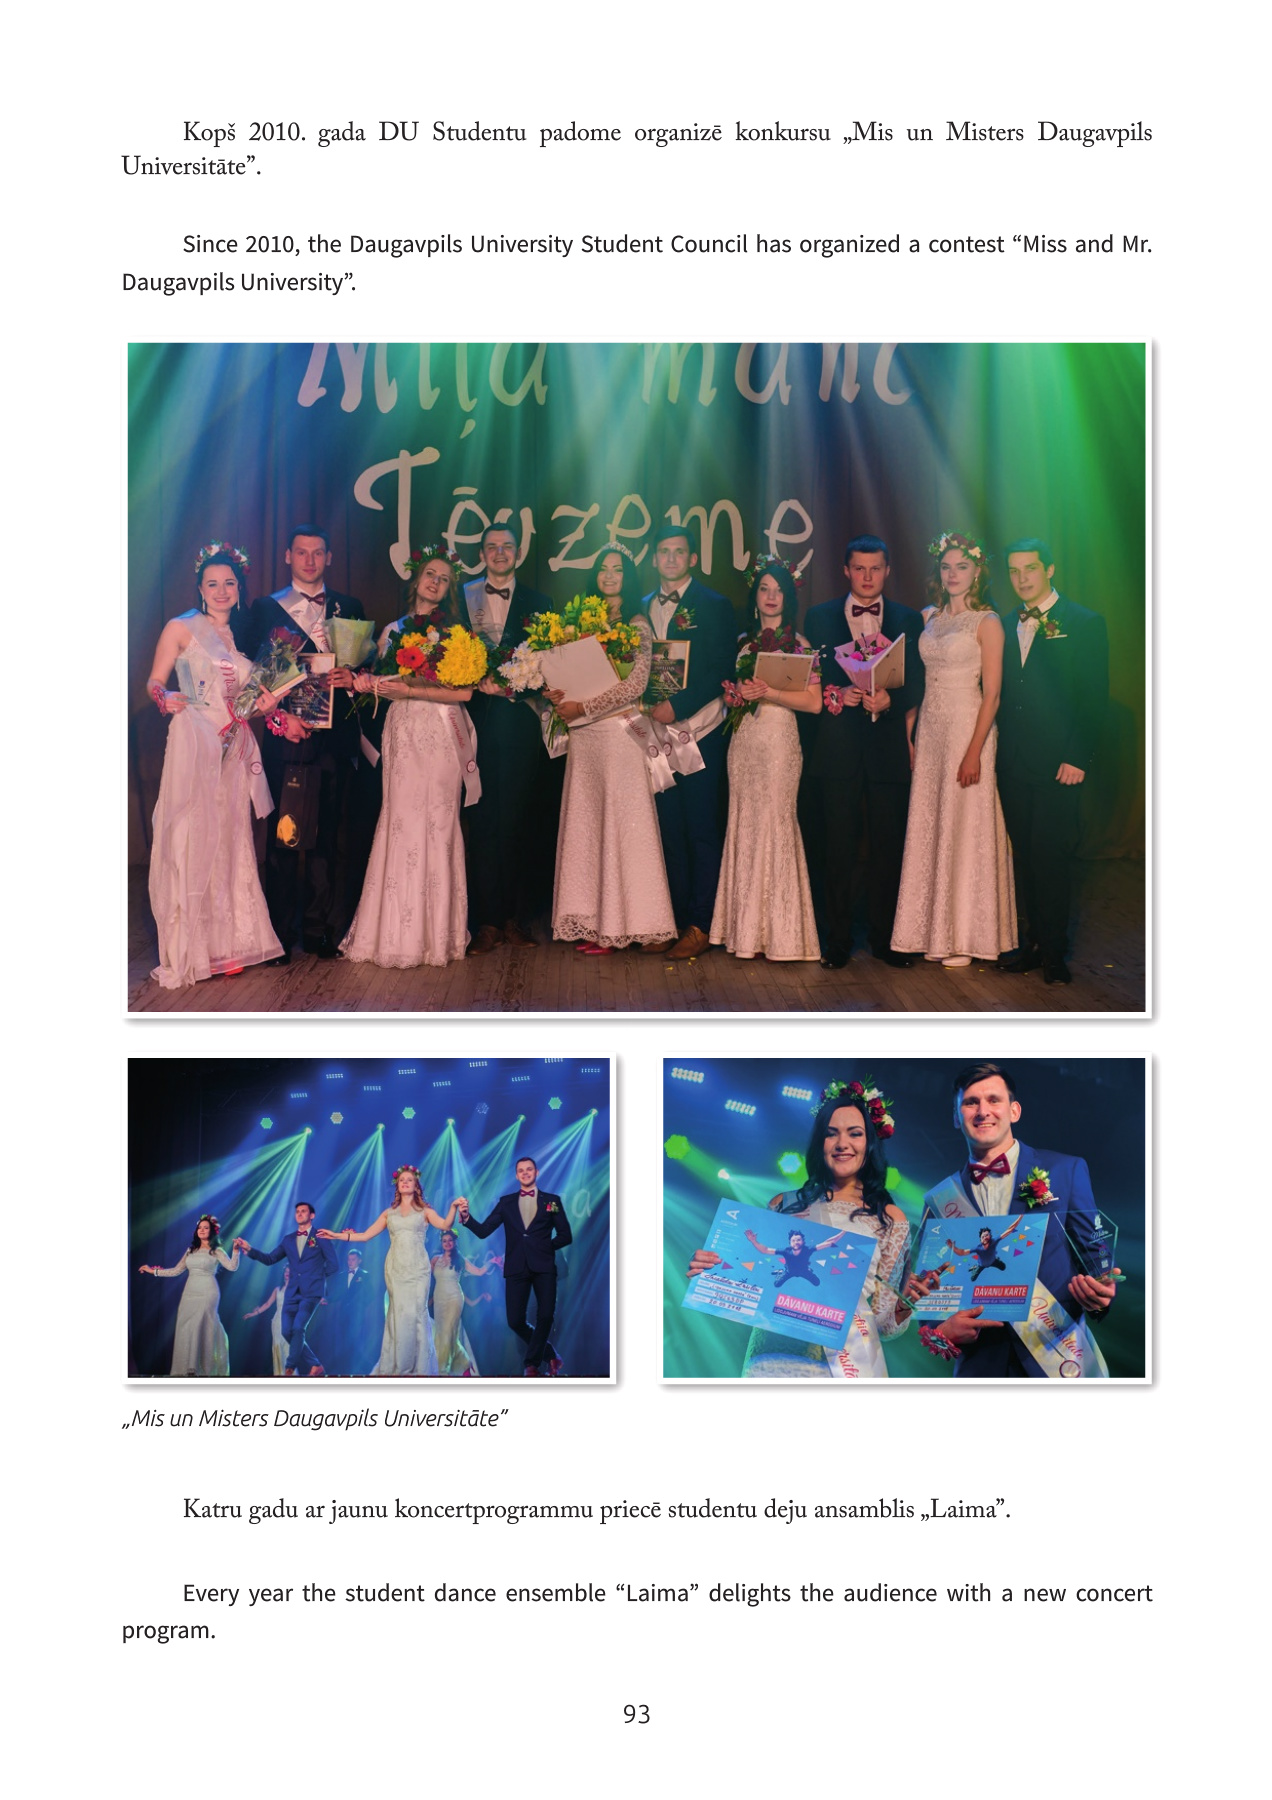 Kopš 2010. gada DU Studentu padome organizē konkursu „Mis un Misters Daugavpils
Universitāte”.
Since 2010, the Daugavpils University Student Council has organized a contest “Miss and Mr.
Daugavpils University”.
Mīļā mani
Tēvzeme
DĀVANU KARTE
DĀVANU KARTE
Universitāte
„Mis un Misters Daugavpils Universitāte”
Katru gadu ar jaunu koncertprogrammu priecē studentu deju ansamblis „Laima”.
Every year the student dance ensemble “Laima” delights the audience with a new concert
program.
93